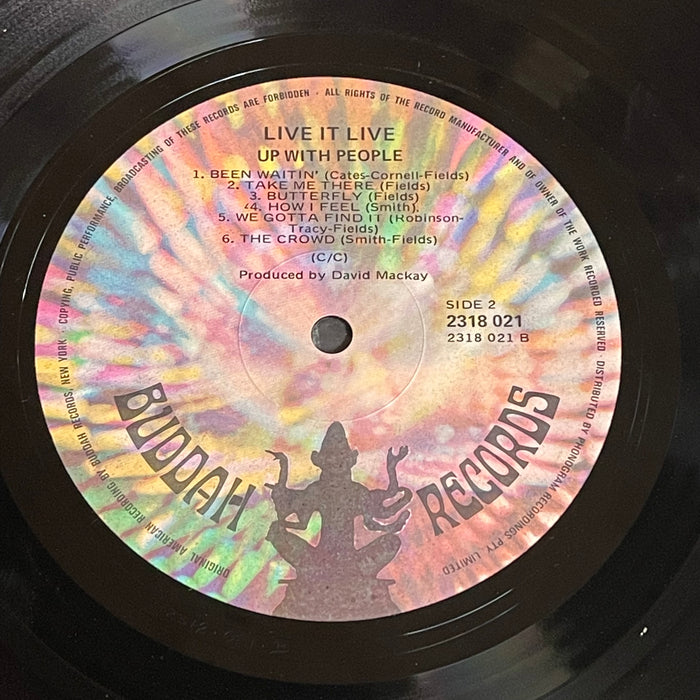 ORIGINAL AMERICAN RECORDING BY BUDDAH RECORDS, NEW YORK · COPYING, PUBLIC PERFORMANCE, BROADCASTING OF THESE RECORDS ARE FORBIDDEN · ALL RIGHTS OF THE RECORD MANUFACTURER AND OF OWNER OF THE WORK RECORDED RESERVED · DISTRIBUTED BY PHONOGRAM RECORDINGS PTY. LIMITED
LIVE IT LIVE
UP WITH PEOPLE
1. BEEN WAITIN' (Cates-Cornell-Fields)
2. TAKE ME THERE (Fields)
3. BUTTERFLY (Fields)
4. HOW I FEEL (Smith)
5. WE GOTTA FIND IT (Robinson-
Tracy-Fields)
6. THE CROWD (Smith-Fields)
(C/C)
Produced by David Mackay
SIDE 2
2318 021
2318 021 B
BUDDAH RECORDS